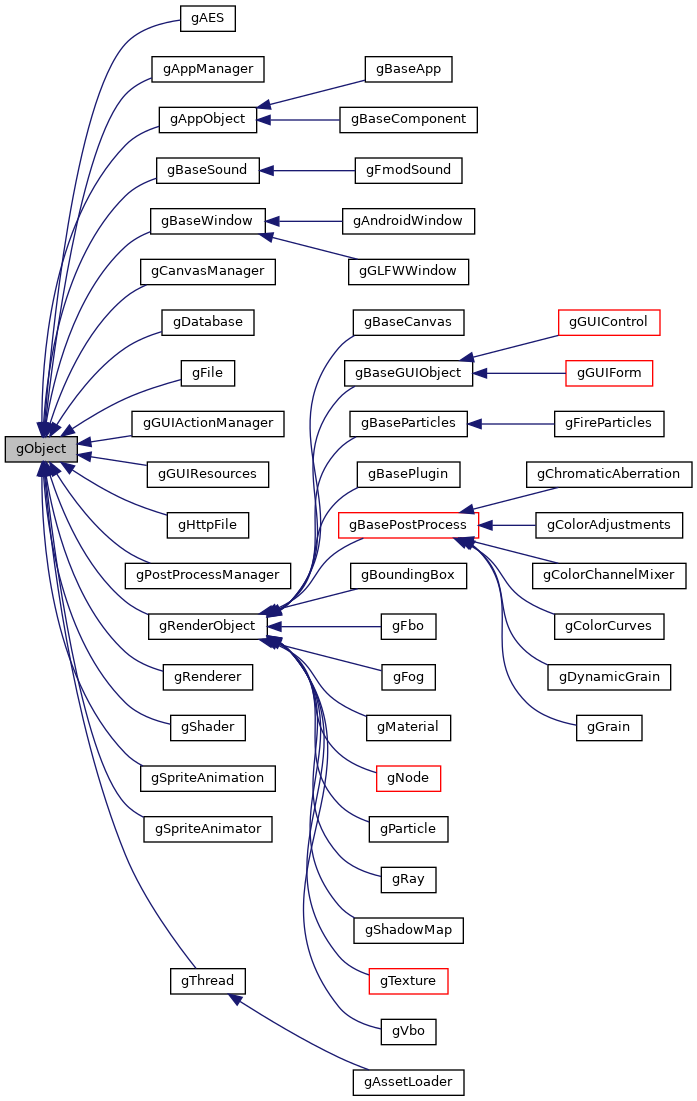 gAES
gAppManager
gBaseApp
gAppObject
gBaseComponent
gBaseSound
gFmodSound
gBaseWindow
gAndroidWindow
gGLFWWindow
gCanvasManager
gDatabase
gBaseCanvas
gGUIControl
gFile
gBaseGUIObject
gGUIForm
gGUIActionManager
gBaseParticles
gFireParticles
gObject
gGUIResources
gBasePlugin
gChromaticAberration
gHttpFile
gBasePostProcess
gColorAdjustments
gPostProcessManager
gBoundingBox
gColorChannelMixer
gRenderObject
gFbo
gColorCurves
gRenderer
gFog
gDynamicGrain
gShader
gMaterial
gGrain
gSpriteAnimation
gNode
gSpriteAnimator
gParticle
gRay
gShadowMap
gThread
gTexture
gVbo
gAssetLoader